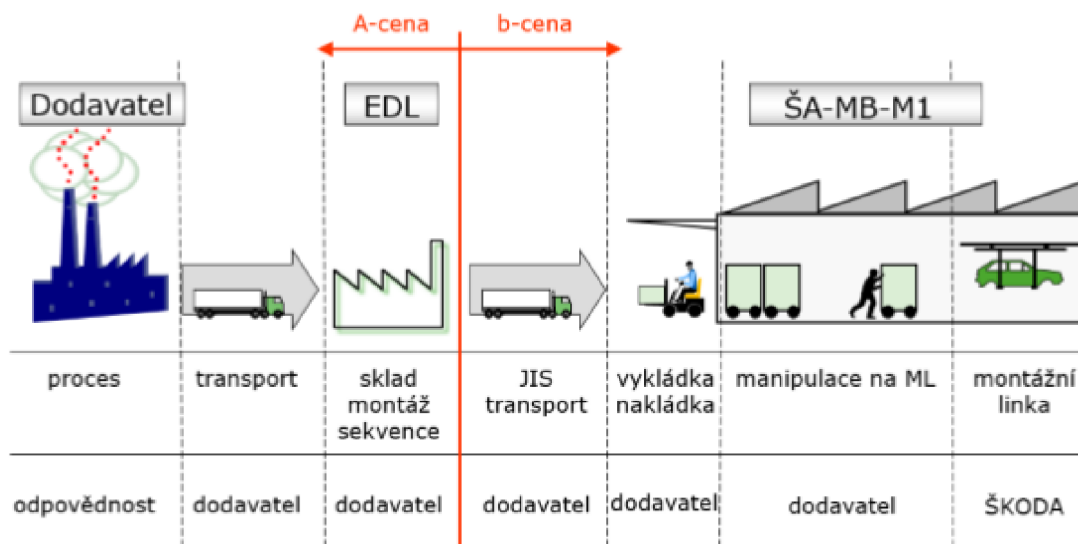 A-cena
b-cena
Dodavatel
EDL
ŠA-MB-M1
proces
transport
sklad
montáž
sekvence
JIS
transport
vykládka
nakládka
manipulace na ML
montážní
linka
odpovědnost
dodavatel
dodavatel
dodavatel
dodavatel
dodavatel
ŠKODA